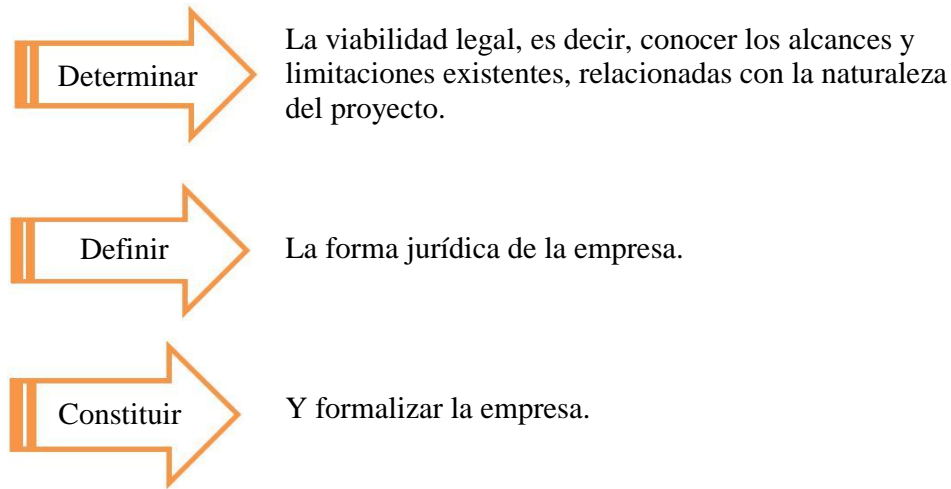 Determinar
La viabilidad legal, es decir, conocer los alcances y
limitaciones existentes, relacionadas con la naturaleza
del proyecto.
Definir
La forma jurídica de la empresa.
Constituir
Y formalizar la empresa.